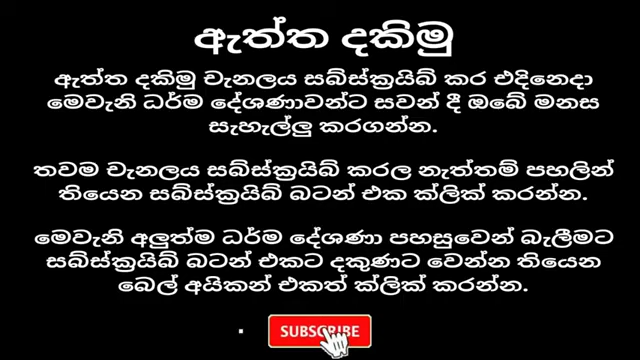 ඇත්ත දකිමු
ඇත්ත දකිමු චැනලය සබ්ස්ක්‍රයිබ් කර එදිනෙදා
මෙවැනි ධර්ම දේශණාවන්ට සවන් දී ඔබේ මනස
සැහැල්ලු කරගන්න.
තවම චැනලය සබ්ස්ක්‍රයිබ් කරල නැත්තම් පහලින්
තියෙන සබ්ස්ක්‍රයිබ් බටන් එක ක්ලික් කරන්න.
මෙවැනි අලුත්ම ධර්ම දේශණා පහසුවෙන් බැලීමට
සබ්ස්ක්‍රයිබ් බටන් එකට දකුණට වෙන්න තියෙන
බෙල් අයිකන් එකත් ක්ලික් කරන්න.
SUBSCRIBE